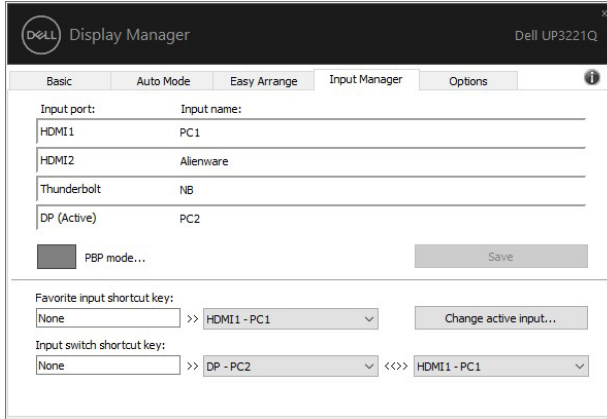 DELL Display Manager Dell UP3221Q
Basic Auto Mode Easy Arrange Input Manager Options
Input port: Input name:
HDMI1 PC1
HDMI2 Alienware
Thunderbolt NB
DP (Active) PC2
PBP mode... Save
Favorite input shortcut key:
None >> HDMI1 - PC1 Change active input...
Input switch shortcut key:
None >> DP - PC2 <<>> HDMI1 - PC1